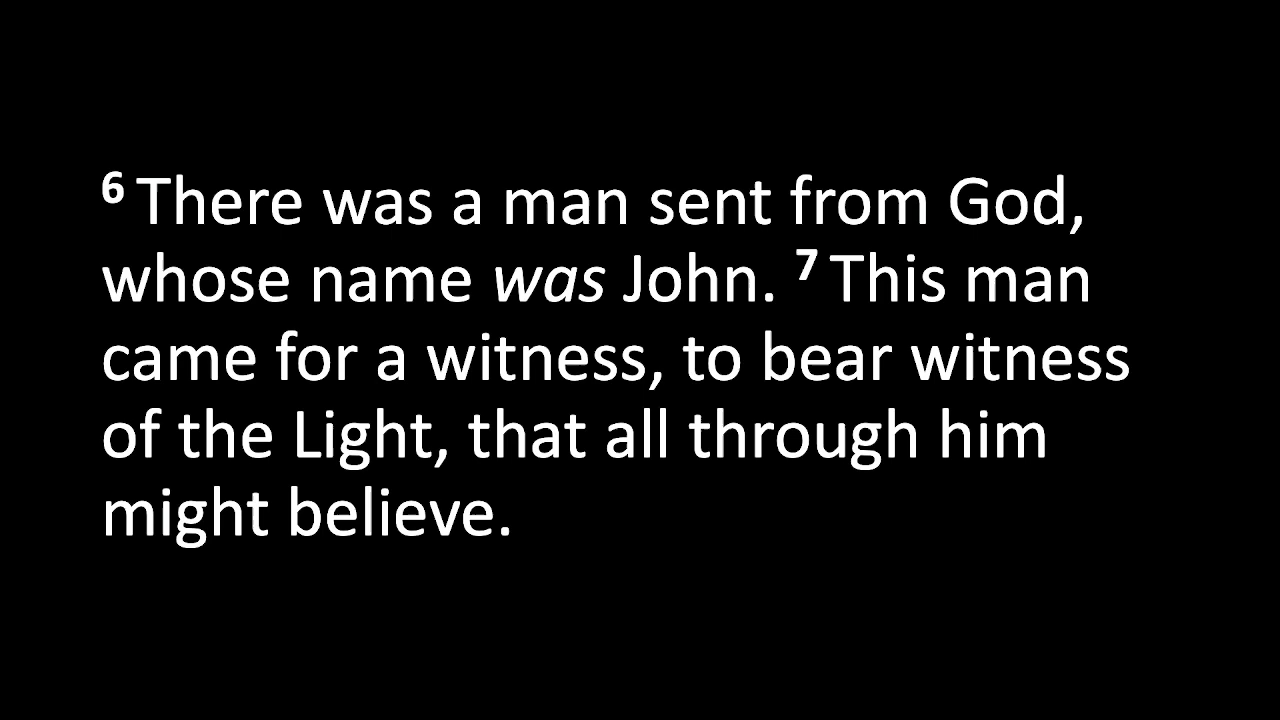 6 There was a man sent from God,
whose name was John. 7 This man
came for a witness, to bear witness
of the Light, that all through him
might believe.